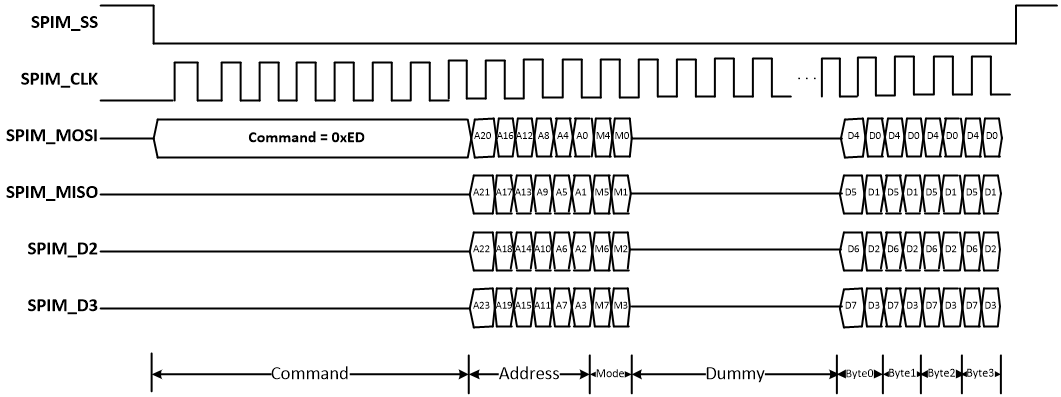 SPIM_SS
SPIM_CLK
...
SPIM_MOSI Command = 0xED A20 A16 A12 A8 A4 A0 M4 M0 D4 D0 D4 D0 D4 D0 D4 D0
SPIM_MISO A21 A17 A13 A9 A5 A1 M5 M1 D5 D1 D5 D1 D5 D1 D5 D1
SPIM_D2 A22 A18 A14 A10 A6 A2 M6 M2 D6 D2 D6 D2 D6 D2 D6 D2
SPIM_D3 A23 A19 A15 A11 A7 A3 M7 M3 D7 D3 D7 D3 D7 D3 D7 D3
Command Address Mode Dummy Byte0 Byte1 Byte2 Byte3